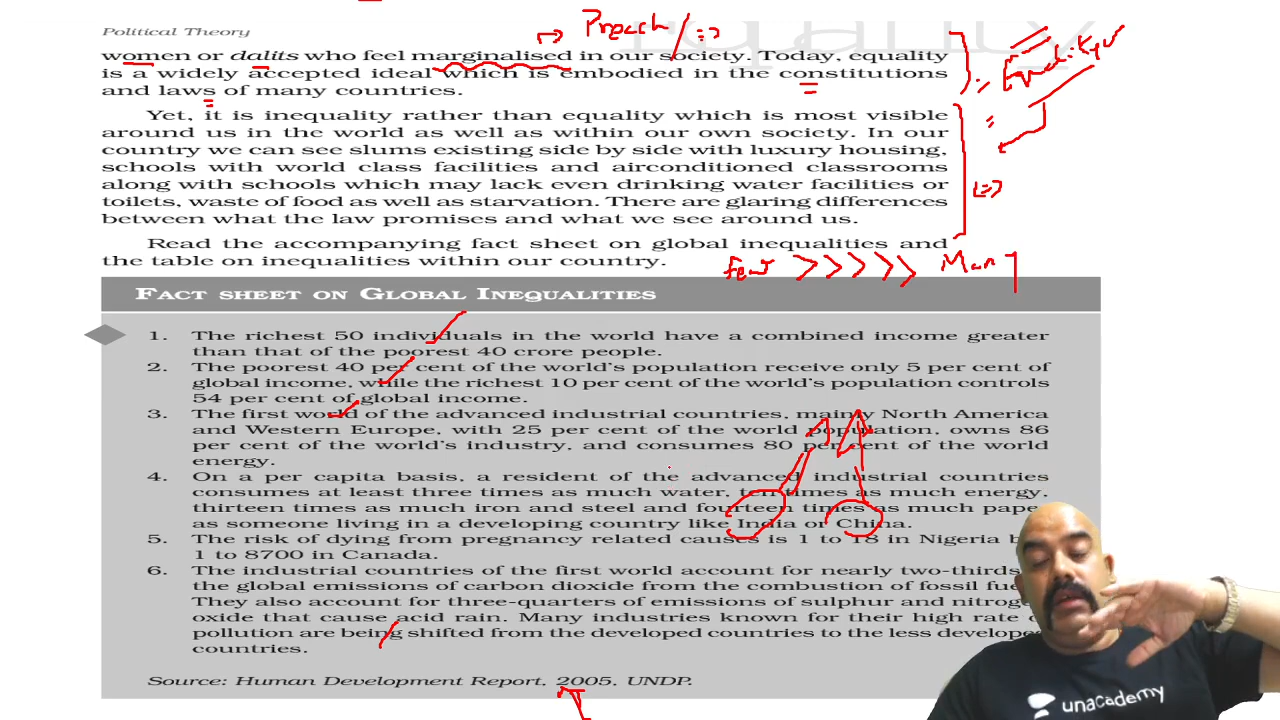 Political Theory
Preach
women or dalits who feel marginalised in our society. Today, equality
is a widely accepted ideal which is embodied in the constitutions
and laws of many countries.
Equality
Yet, it is inequality rather than equality which is most visible
around us in the world as well as within our own society. In our
country we can see slums existing side by side with luxury housing,
schools with world class facilities and airconditioned classrooms
along with schools which may lack even drinking water facilities or
toilets, waste of food as well as starvation. There are glaring differences
between what the law promises and what we see around us.
Read the accompanying fact sheet on global inequalities and
the table on inequalities within our country.
few >>>>> Many
FACT SHEET ON GLOBAL INEQUALITIES
1. The richest 50 individuals in the world have a combined income greater
than that of the poorest 40 crore people.
2. The poorest 40 per cent of the world's population receive only 5 per cent of
global income, while the richest 10 per cent of the world's population controls
54 per cent of global income.
3. The first world of the advanced industrial countries, mainly North America
and Western Europe, with 25 per cent of the world population, owns 86
per cent of the world's industry, and consumes 80 per cent of the world
energy.
4. On a per capita basis, a resident of the advanced industrial countries
consumes at least three times as much water, ten times as much energy,
thirteen times as much iron and steel and fourteen times as much pape
as someone living in a developing country like India or China.
5. The risk of dying from pregnancy related causes is 1 to 18 in Nigeria b
1 to 8700 in Canada.
6. The industrial countries of the first world account for nearly two-thirds
the global emissions of carbon dioxide from the combustion of fossil fue
They also account for three-quarters of emissions of sulphur and nitroge
oxide that cause acid rain. Many industries known for their high rate
pollution are being shifted from the developed countries to the less develope
countries.
Source: Human Development Report, 2005, UNDP.
unacademy